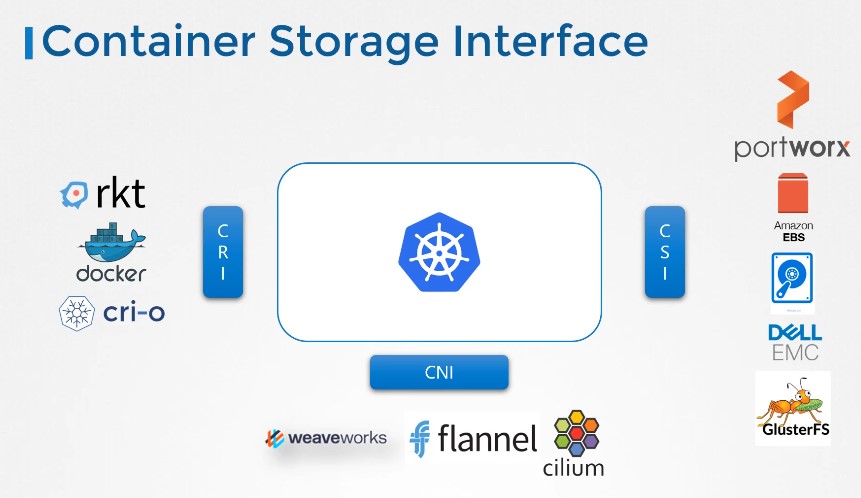 Container Storage Interface
rkt
docker
cri-o
C
R
I
C
S
I
CNI
weaveworks
flannel
cilium
portworx
Amazon
EBS
DELL
EMC
GlusterFS